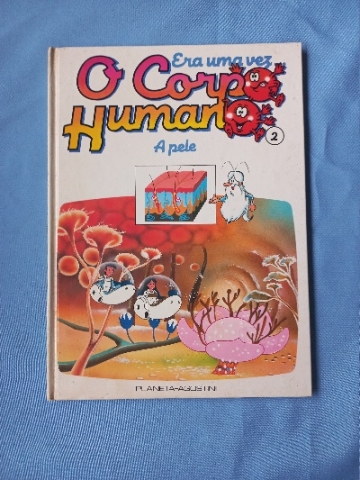 Era uma vez...
O Corpo
Humano
2
A pele
PLANETA-AGOSTINI